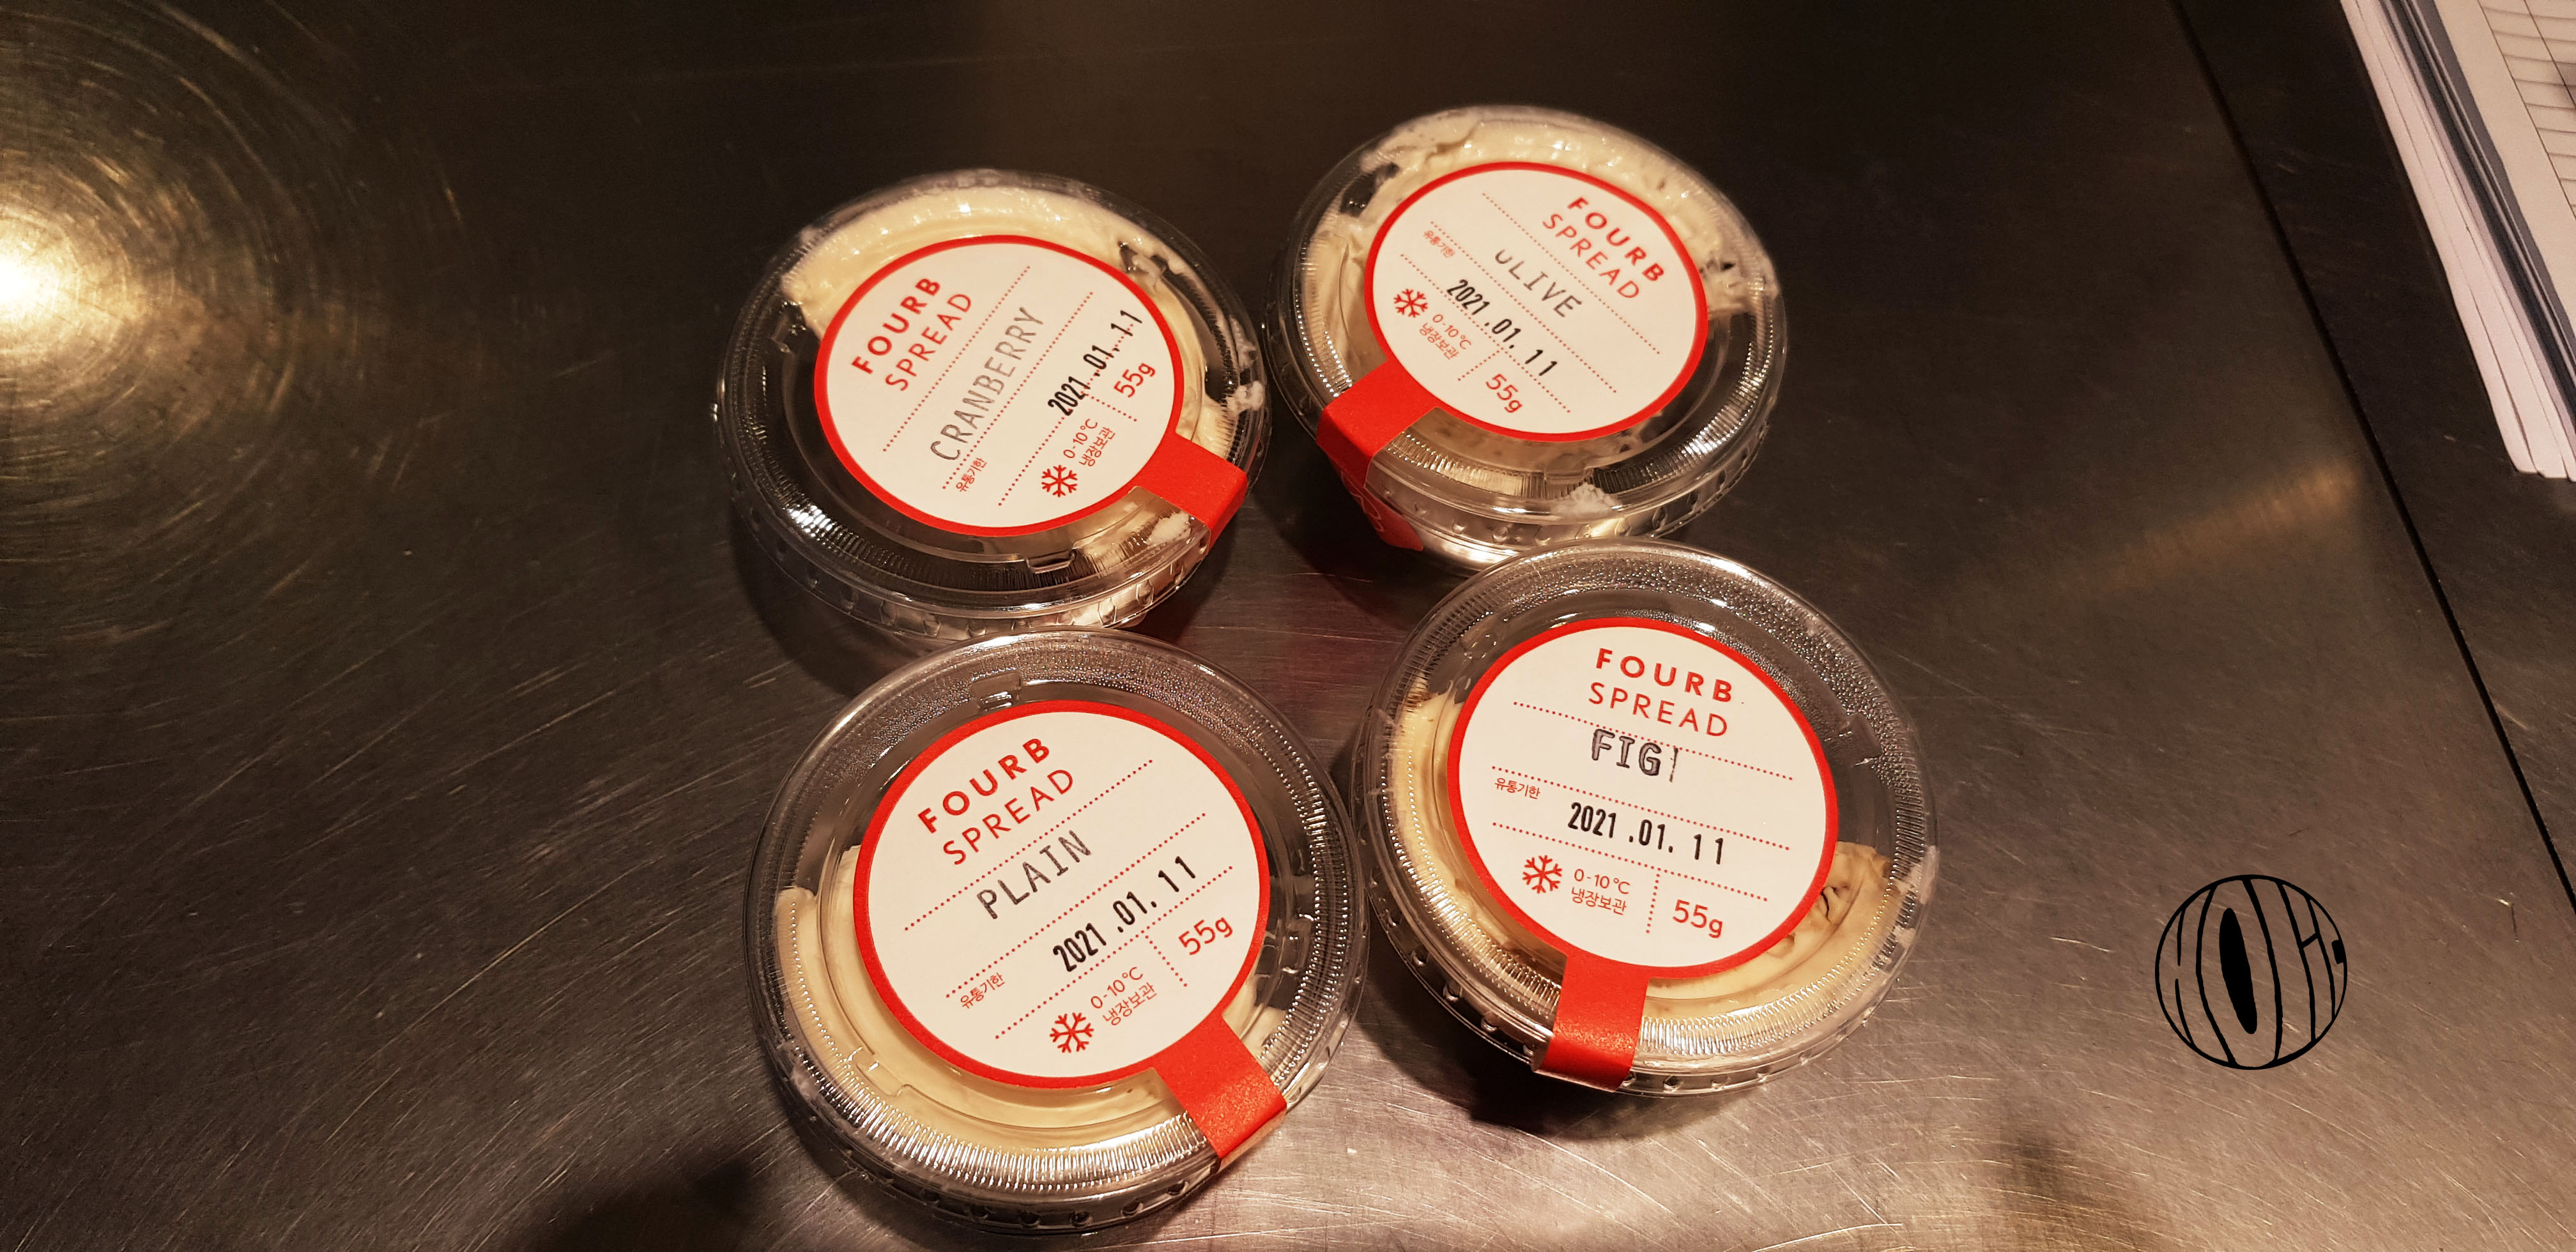 FOURB
SPREAD
CRANBERRY
유통기한
2021.01.11
0-10℃
냉장보관
55g
FOURB
SPREAD
OLIVE
유통기한
2021.01.11
0-10℃
냉장보관
55g
FOURB
SPREAD
PLAIN
유통기한
2021.01.11
0-10℃
냉장보관
55g
FOURB
SPREAD
FIG
유통기한
2021.01.11
0-10℃
냉장보관
55g
HOLIC